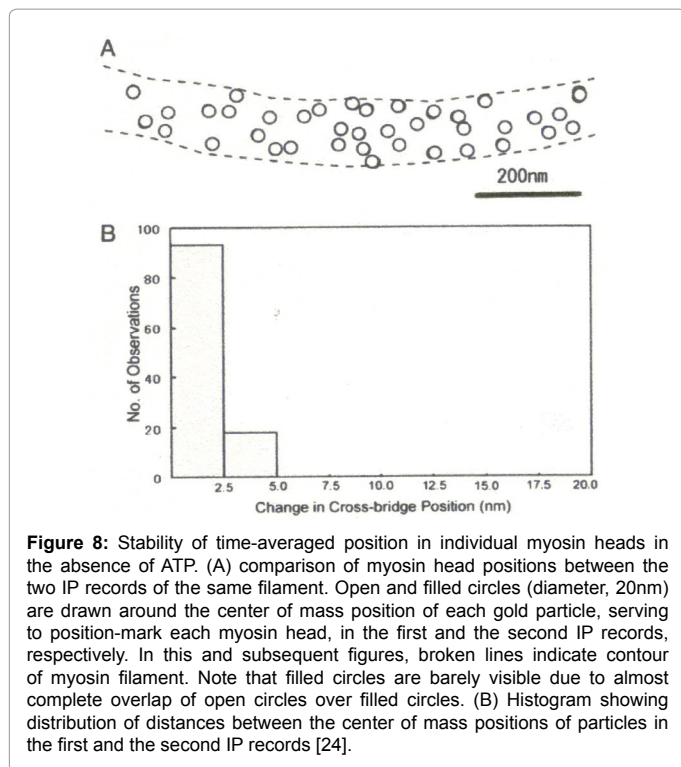 A
200nm
B
100
80
60
40
20
0
No. of Observations
2.5 5.0 7.5 10.0 12.5 15.0 17.5 20.0
Change in Cross-bridge Position (nm)
Figure 8: Stability of time-averaged position in individual myosin heads in
the absence of ATP. (A) comparison of myosin head positions between the
two IP records of the same filament. Open and filled circles (diameter, 20nm)
are drawn around the center of mass position of each gold particle, serving
to position-mark each myosin head, in the first and the second IP records,
respectively. In this and subsequent figures, broken lines indicate contour
of myosin filament. Note that filled circles are barely visible due to almost
complete overlap of open circles over filled circles. (B) Histogram showing
distribution of distances between the center of mass positions of particles in
the first and the second IP records [24].